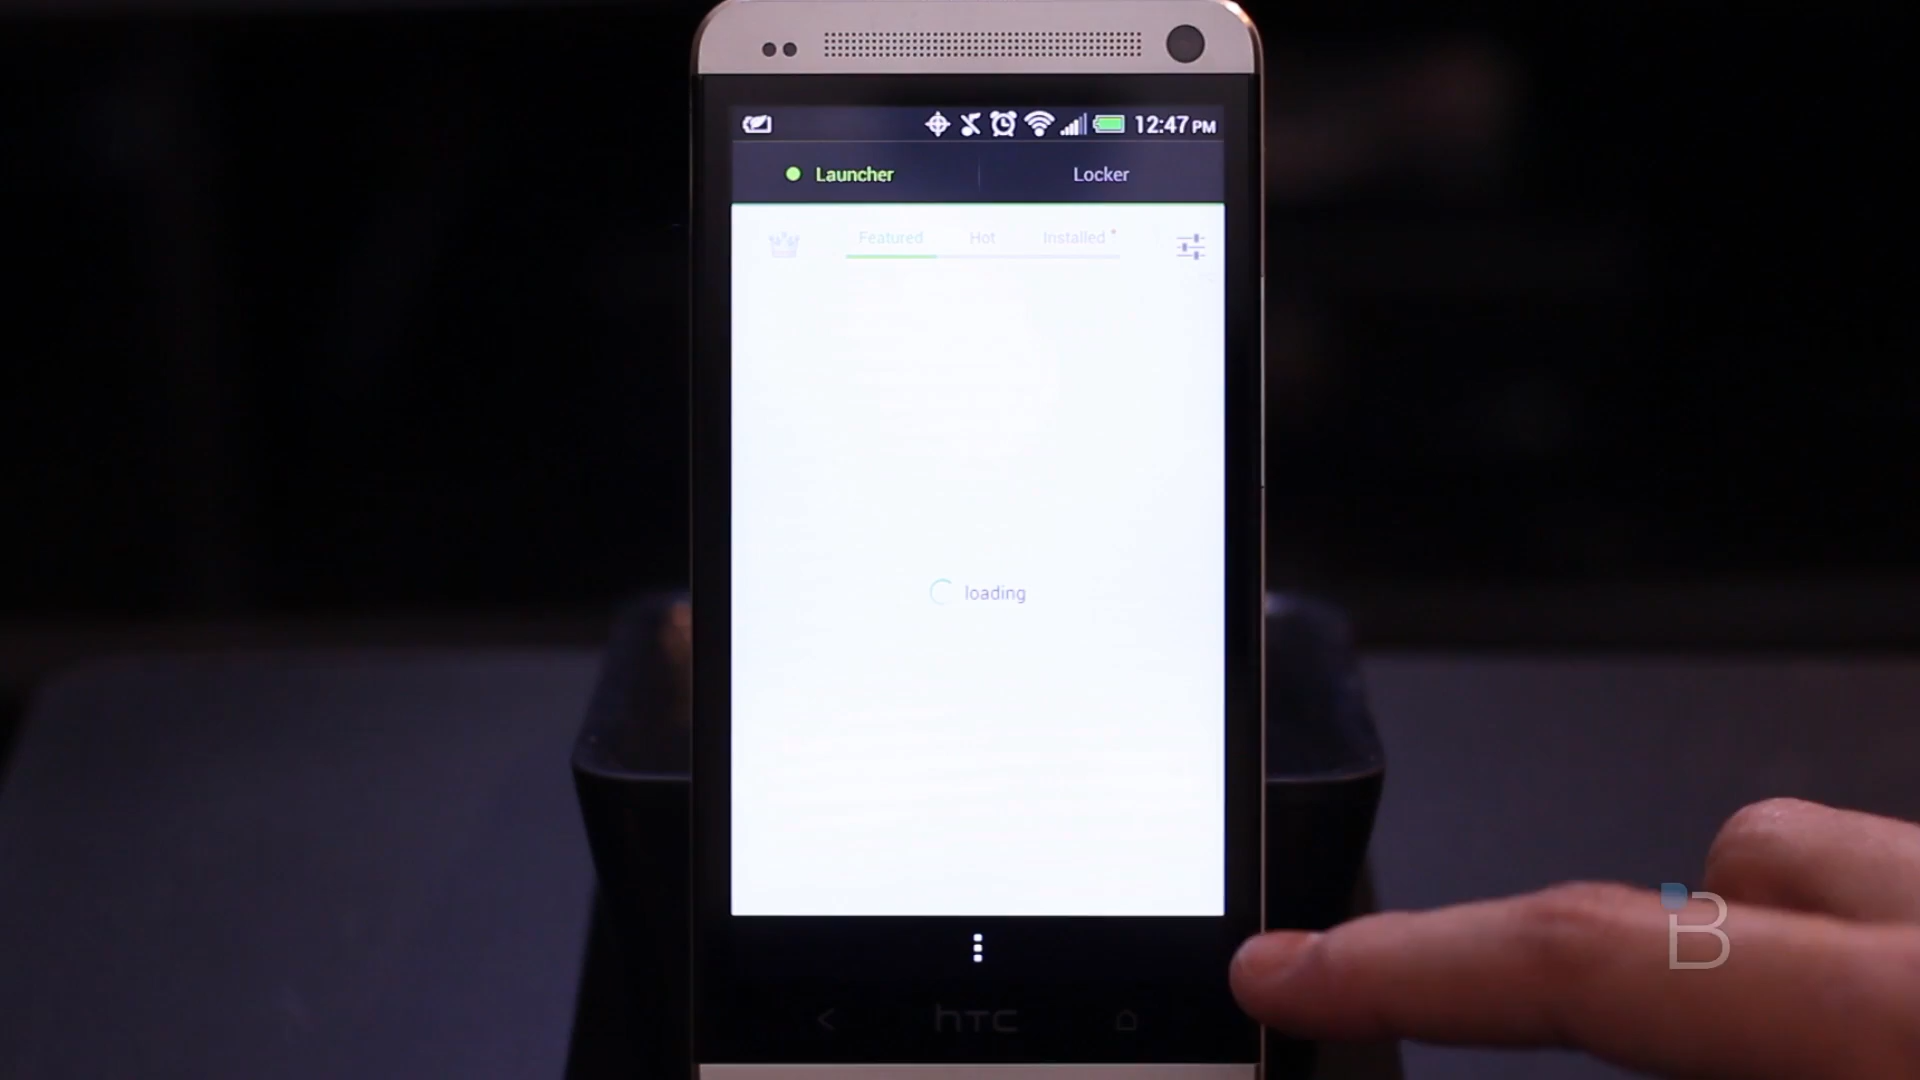 12:47 PM
Launcher
Locker
Featured
Hot
Installed
loading
hTC
B